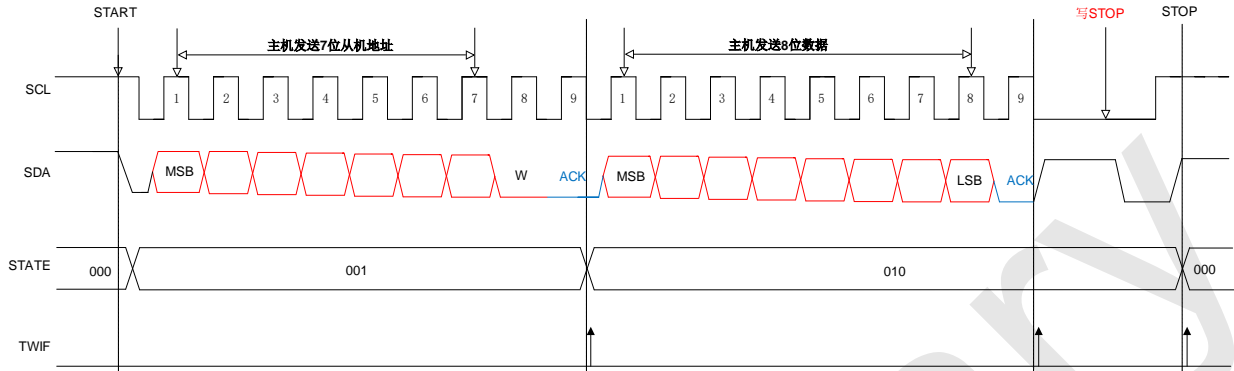 START 写STOP STOP
主机发送7位从机地址 主机发送8位数据
SCL 1 2 3 4 5 6 7 8 9 1 2 3 4 5 6 7 8 9
SDA MSB W ACK MSB LSB ACK
STATE 000 001 010 000
TWIF